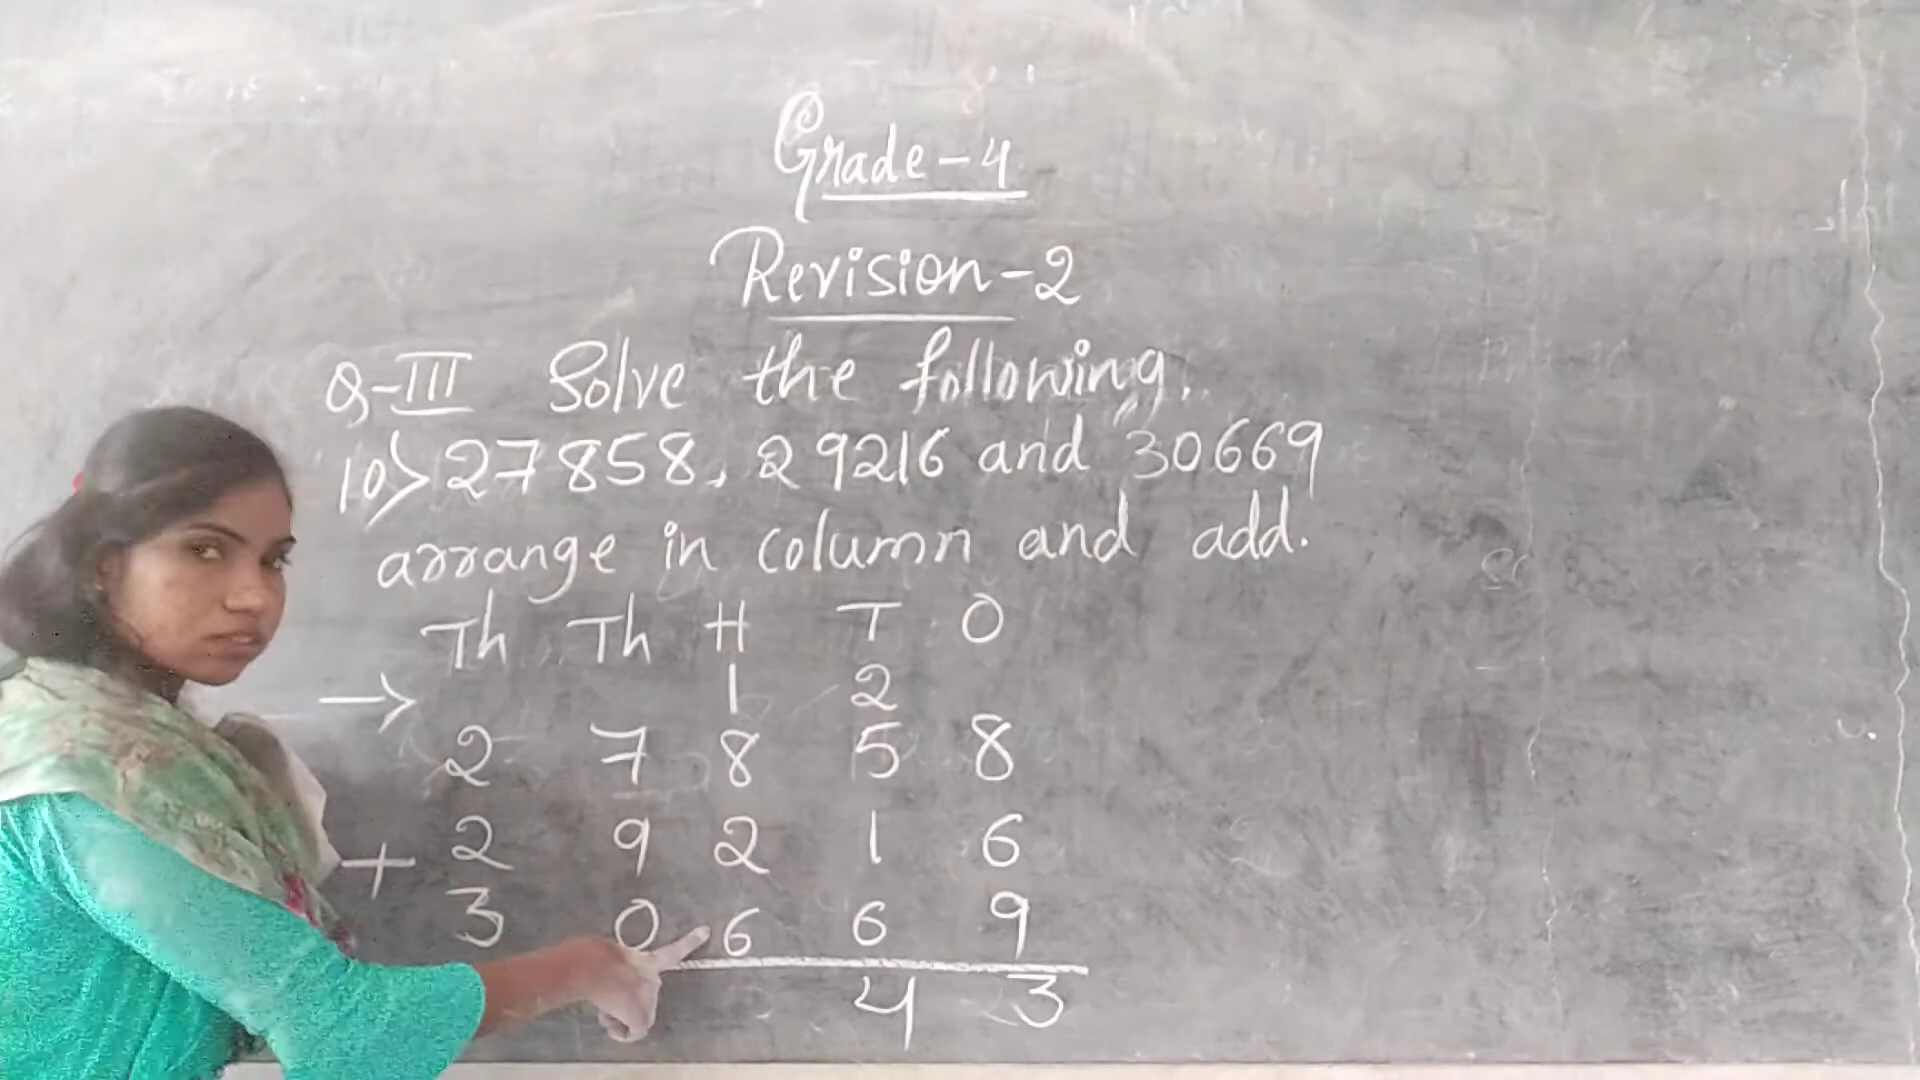 Grade-4
Revision-2
Q-III Solve the following.
10> 27858, 29216 and 30669
arrange in column and add.
Th Th H T O
→ 1 2
2 7 8 5 8
+ 2 9 2 1 6
3 0 6 6 9
4 3